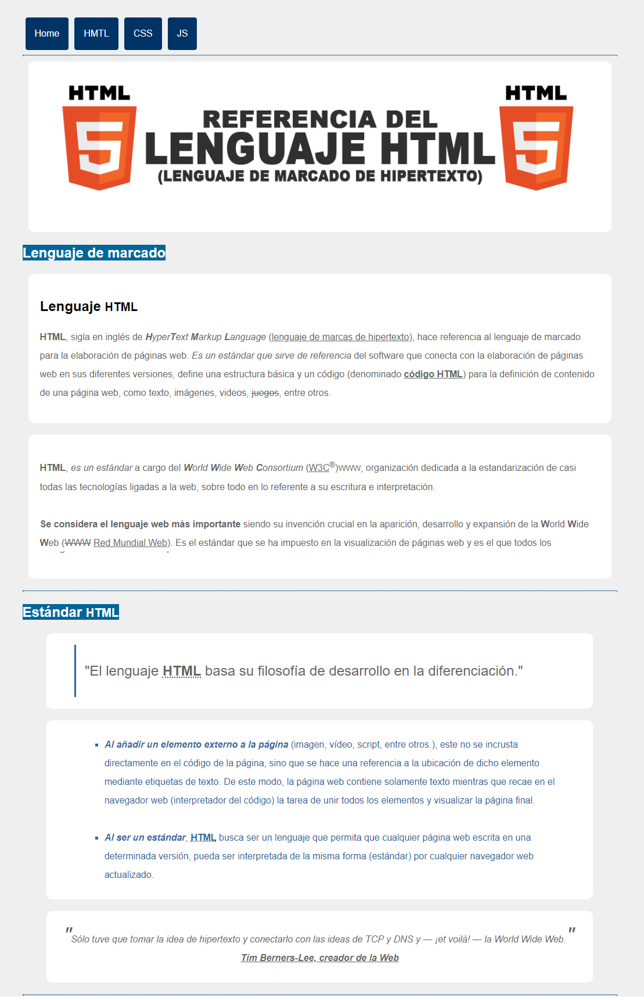 Home HMTL CSS JS
HTML HTML
REFERENCIA DEL
LENGUAJE HTML
(LENGUAJE DE MARCADO DE HIPERTEXTO)
Lenguaje de marcado
Lenguaje HTML
HTML, sigla en inglés de HyperText Markup Language (lenguaje de marcas de hipertexto), hace referencia al lenguaje de marcado
para la elaboración de páginas web. Es un estándar que sirve de referencia del software que conecta con la elaboración de páginas
web en sus diferentes versiones, define una estructura básica y un código (denominado código HTML) para la definición de contenido
de una página web, como texto, imágenes, videos, juegos, entre otros.
HTML, es un estándar a cargo del World Wide Web Consortium (W3C®)WWW, organización dedicada a la estandarización de casi
todas las tecnologías ligadas a la web, sobre todo en lo referente a su escritura e interpretación.
Se considera el lenguaje web más importante siendo su invención crucial en la aparición, desarrollo y expansión de la World Wide
Web (WWW Red Mundial Web). Es el estándar que se ha impuesto en la visualización de páginas web y es el que todos los
Estándar HTML
"El lenguaje HTML basa su filosofía de desarrollo en la diferenciación."
▪ Al añadir un elemento externo a la página (imagen, vídeo, script, entre otros.), este no se incrusta
directamente en el código de la página, sino que se hace una referencia a la ubicación de dicho elemento
mediante etiquetas de texto. De este modo, la página web contiene solamente texto mientras que recae en el
navegador web (interpretador del código) la tarea de unir todos los elementos y visualizar la página final.
▪ Al ser un estándar, HTML busca ser un lenguaje que permita que cualquier página web escrita en una
determinada versión, pueda ser interpretada de la misma forma (estándar) por cualquier navegador web
actualizado.
"Sólo tuve que tomar la idea de hipertexto y conectarlo con las ideas de TCP y DNS y — ¡et voilà! — la World Wide Web."
Tim Berners-Lee, creador de la Web